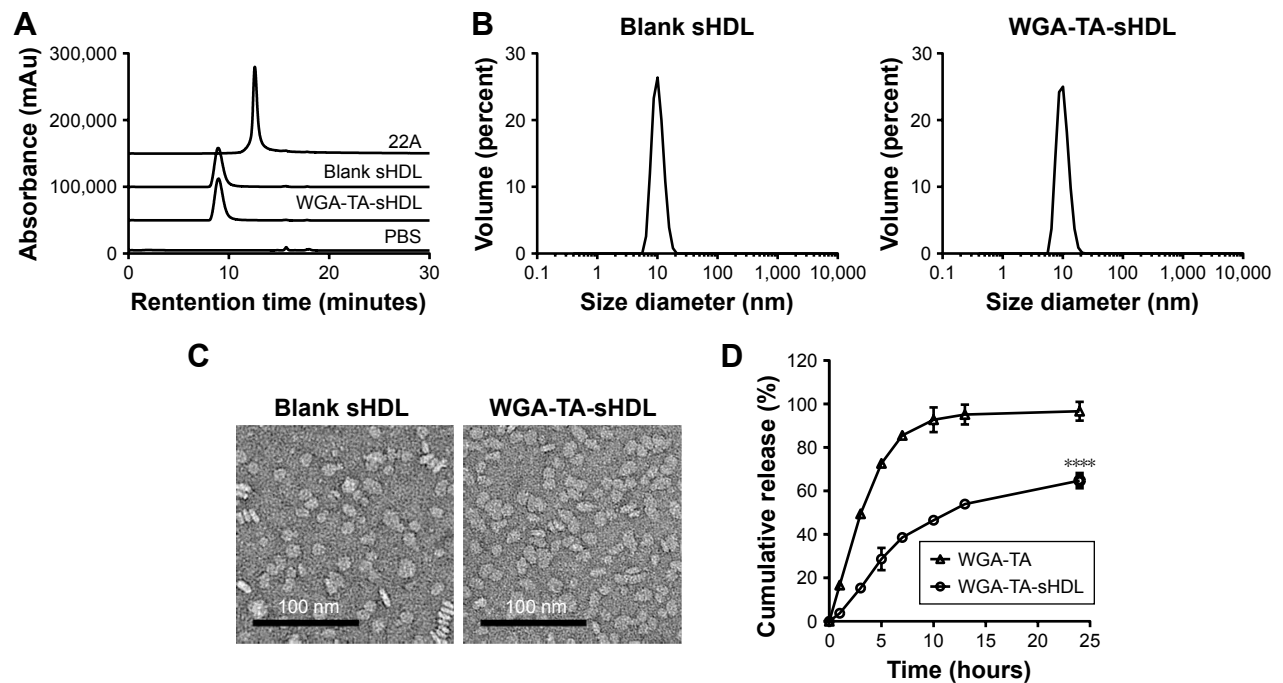 A
300,000
200,000
100,000
0
Absorbance (mAu)
22A
Blank sHDL
WGA-TA-sHDL
PBS
0 10 20 30
Rentention time (minutes)
B
Blank sHDL
30
20
10
0
Volume (percent)
0.1 1 10 100 1,000 10,000
Size diameter (nm)
WGA-TA-sHDL
30
20
10
0
Volume (percent)
0.1 1 10 100 1,000 10,000
Size diameter (nm)
C
Blank sHDL
100 nm
WGA-TA-sHDL
100 nm
D
120
100
80
60
40
20
0
Cumulative release (%)
****
WGA-TA
WGA-TA-sHDL
0 5 10 15 20 25
Time (hours)